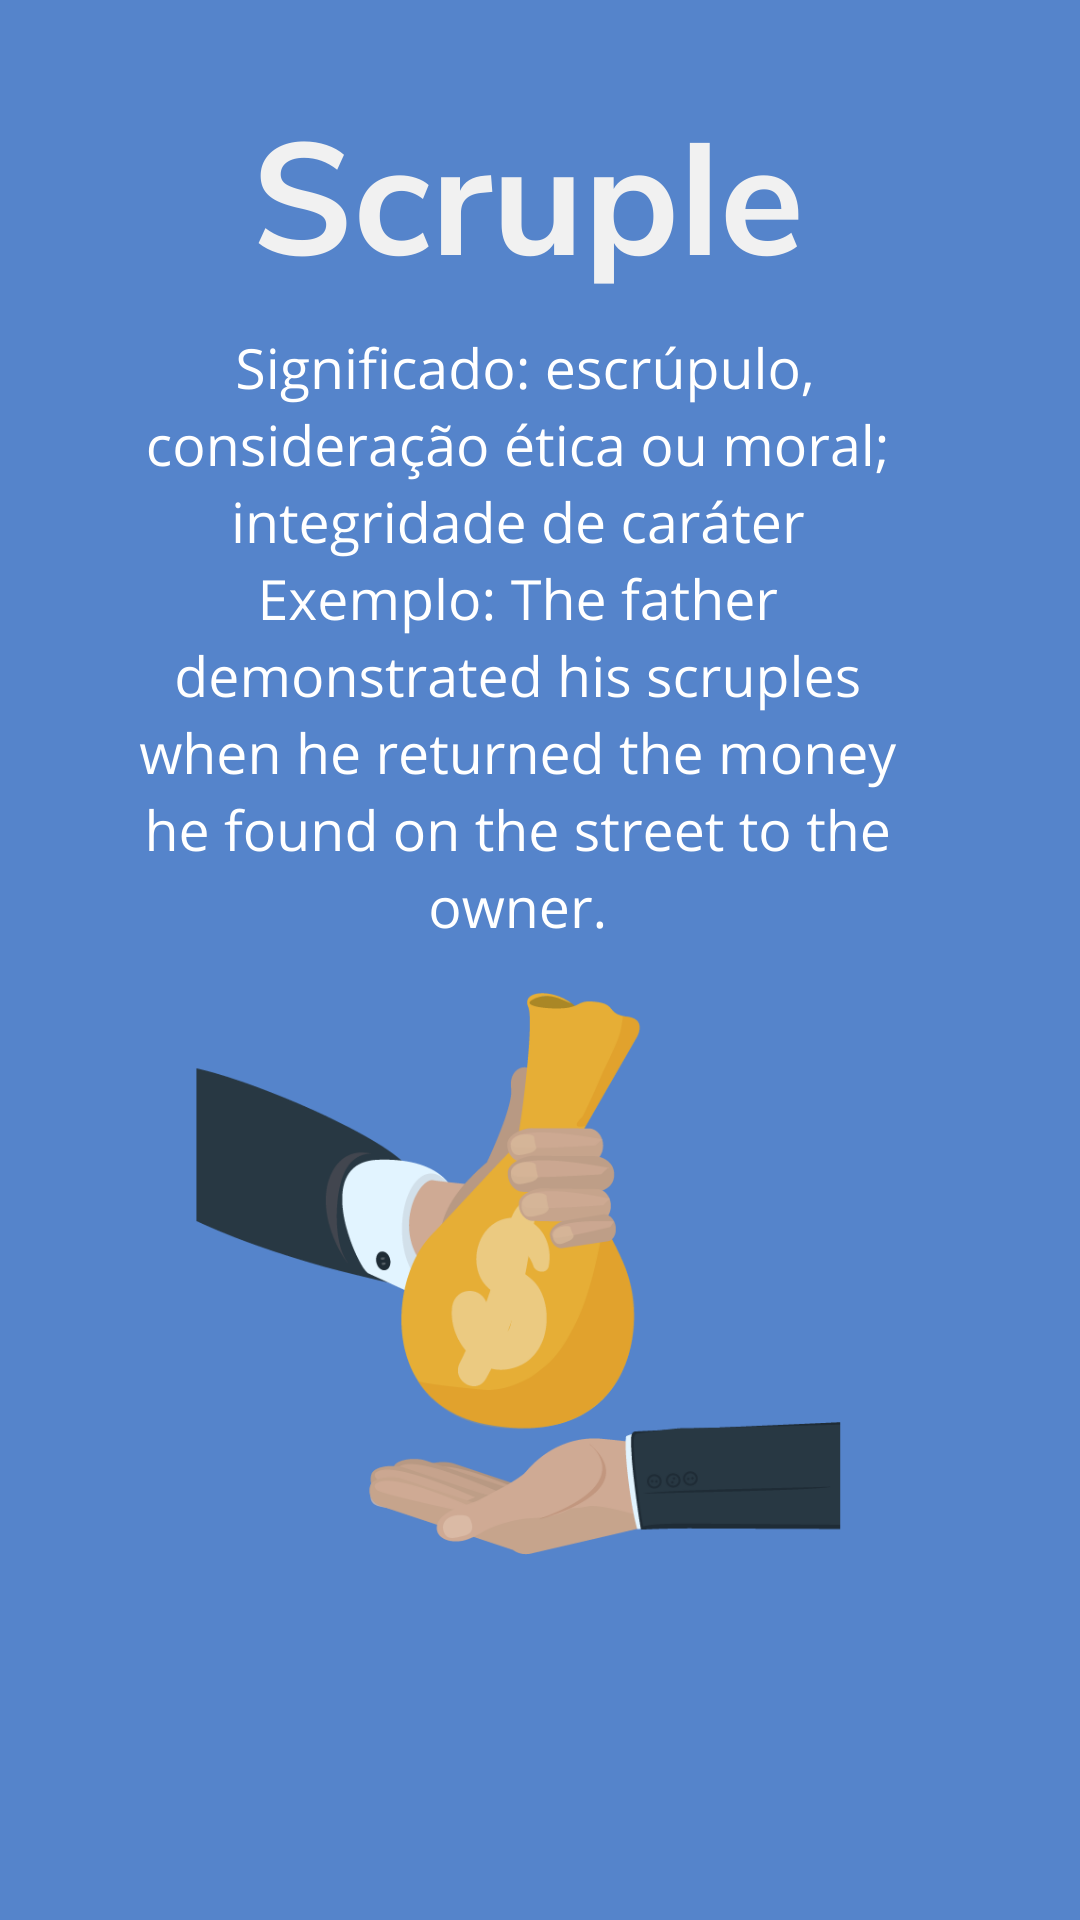 Scruple
Significado: escrúpulo,
consideração ética ou moral;
integridade de caráter
Exemplo: The father
demonstrated his scruples
when he returned the money
he found on the street to the
owner.